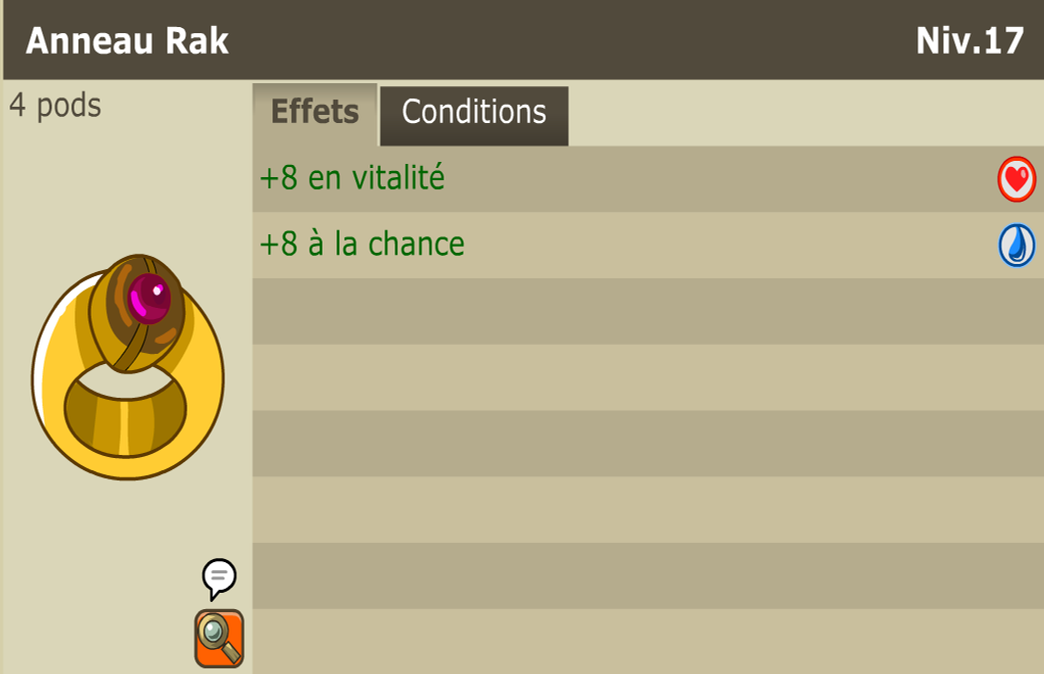 Anneau Rak
Niv.17
4 pods
Effets
Conditions
+8 en vitalité
+8 à la chance